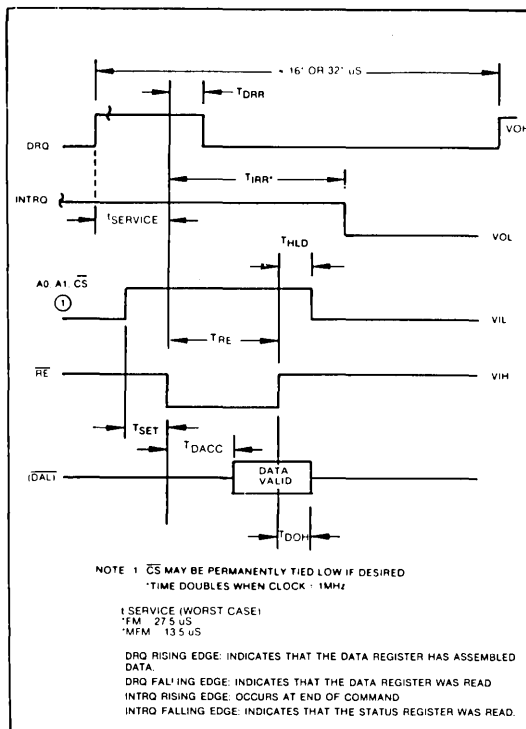 ≈ 16* OR 32* uS
TDRR
DRQ
VOH
TIRR*
INTRQ
tSERVICE
VOL
THLD
A0. A1. CS
1
VIL
TRE
RE
VIH
TSET
TDACC
(DAL)
DATA
VALID
TDOH
NOTE 1 CS MAY BE PERMANENTLY TIED LOW IF DESIRED
*TIME DOUBLES WHEN CLOCK = 1MHz
t SERVICE (WORST CASE)
*FM 27.5 uS
*MFM 13.5 uS
DRQ RISING EDGE: INDICATES THAT THE DATA REGISTER HAS ASSEMBLED
DATA.
DRQ FALLING EDGE: INDICATES THAT THE DATA REGISTER WAS READ
INTRQ RISING EDGE: OCCURS AT END OF COMMAND
INTRQ FALLING EDGE: INDICATES THAT THE STATUS REGISTER WAS READ.